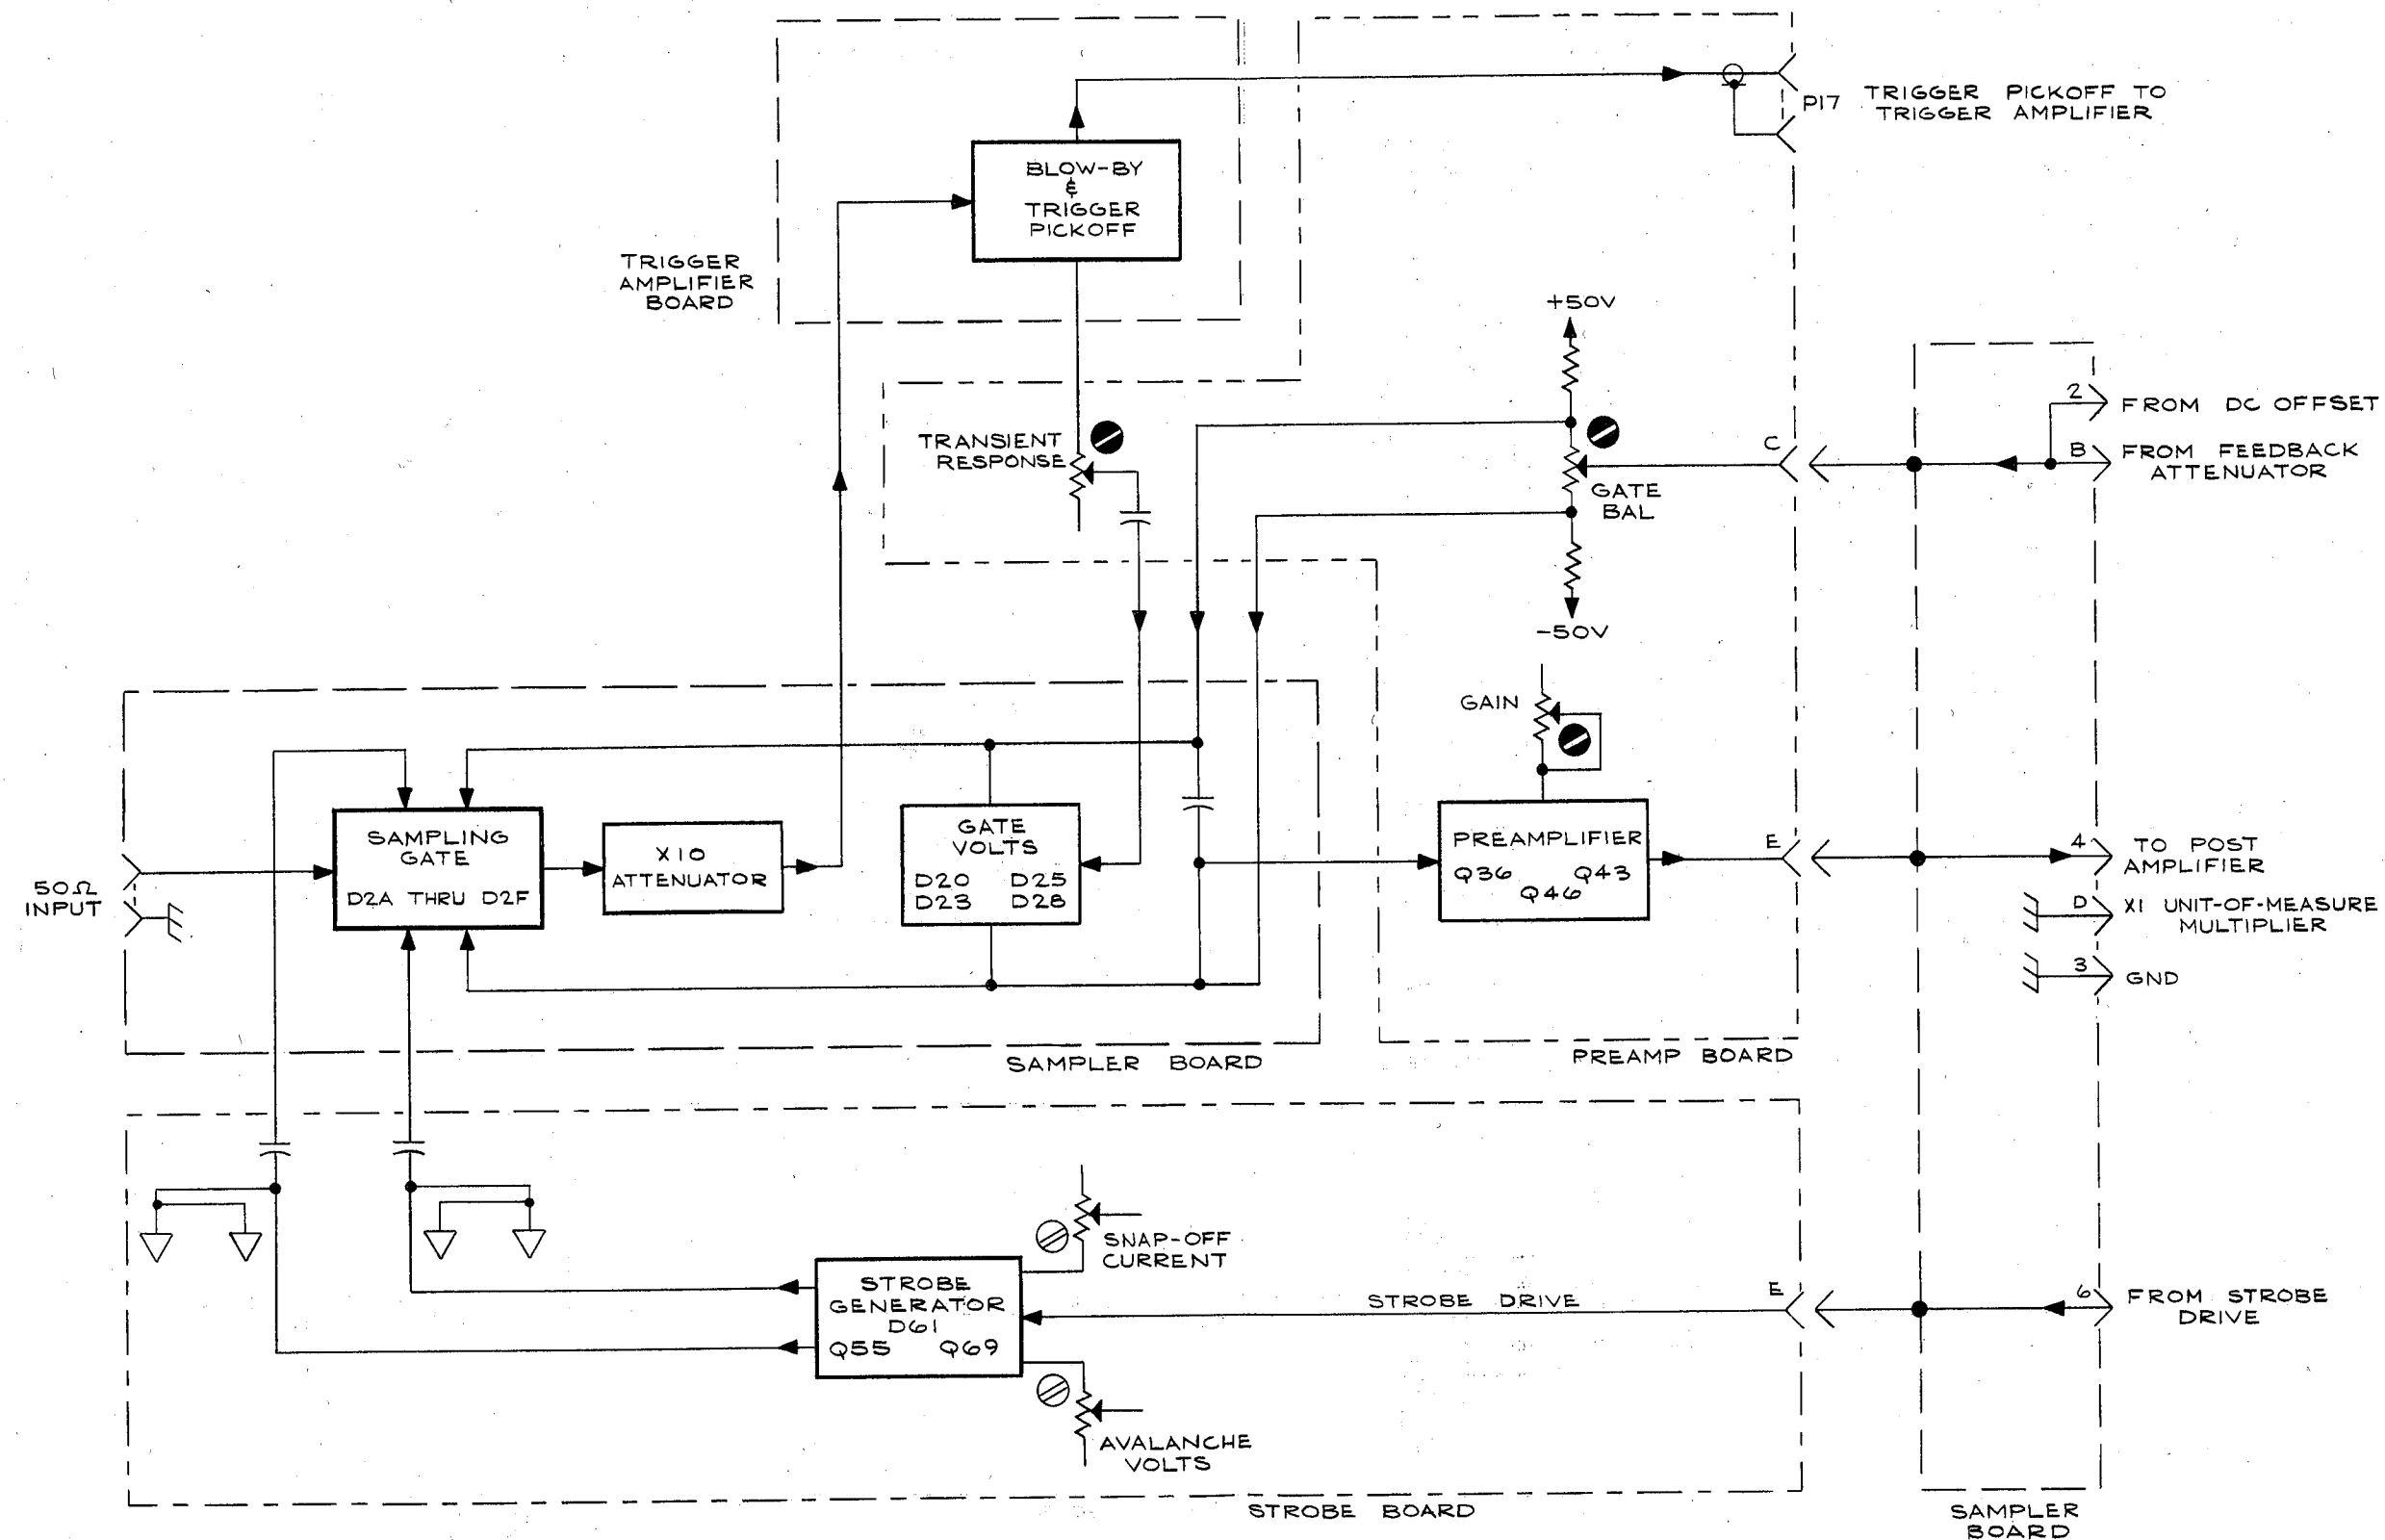 BLOW-BY
&
TRIGGER
PICKOFF
P17
TRIGGER PICKOFF TO
TRIGGER AMPLIFIER
TRIGGER
AMPLIFIER
BOARD
+50V
TRANSIENT
RESPONSE
GATE
BAL
-50V
C
2
FROM DC OFFSET
B
FROM FEEDBACK
ATTENUATOR
GAIN
50Ω
INPUT
SAMPLING
GATE
D2A THRU D2F
X10
ATTENUATOR
GATE
VOLTS
D20 D25
D23 D28
PREAMPLIFIER
Q36 Q43
Q46
E
4
TO POST
AMPLIFIER
D
X1 UNIT-OF-MEASURE
MULTIPLIER
3
GND
SAMPLER BOARD
PREAMP BOARD
SNAP-OFF
CURRENT
STROBE
GENERATOR
D61
Q55 Q69
STROBE DRIVE
E
6
FROM STROBE
DRIVE
AVALANCHE
VOLTS
STROBE BOARD
SAMPLER
BOARD